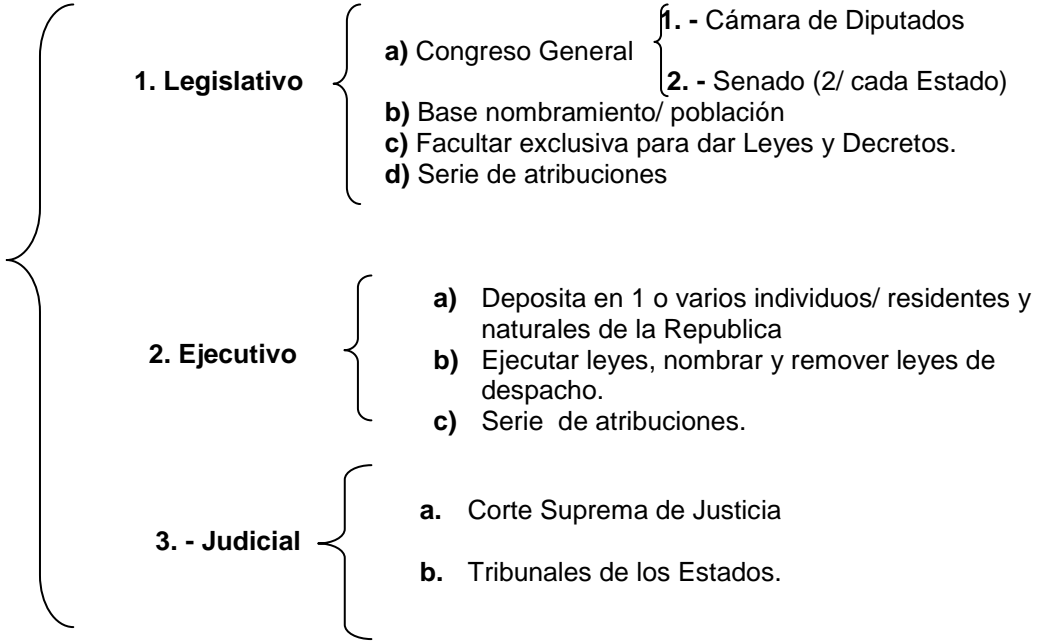 1. Legislativo
a) Congreso General
1. - Cámara de Diputados
2. - Senado (2/ cada Estado)
b) Base nombramiento/ población
c) Facultar exclusiva para dar Leyes y Decretos.
d) Serie de atribuciones
2. Ejecutivo
a) Deposita en 1 o varios individuos/ residentes y
naturales de la Republica
b) Ejecutar leyes, nombrar y remover leyes de
despacho.
c) Serie de atribuciones.
3. - Judicial
a. Corte Suprema de Justicia
b. Tribunales de los Estados.